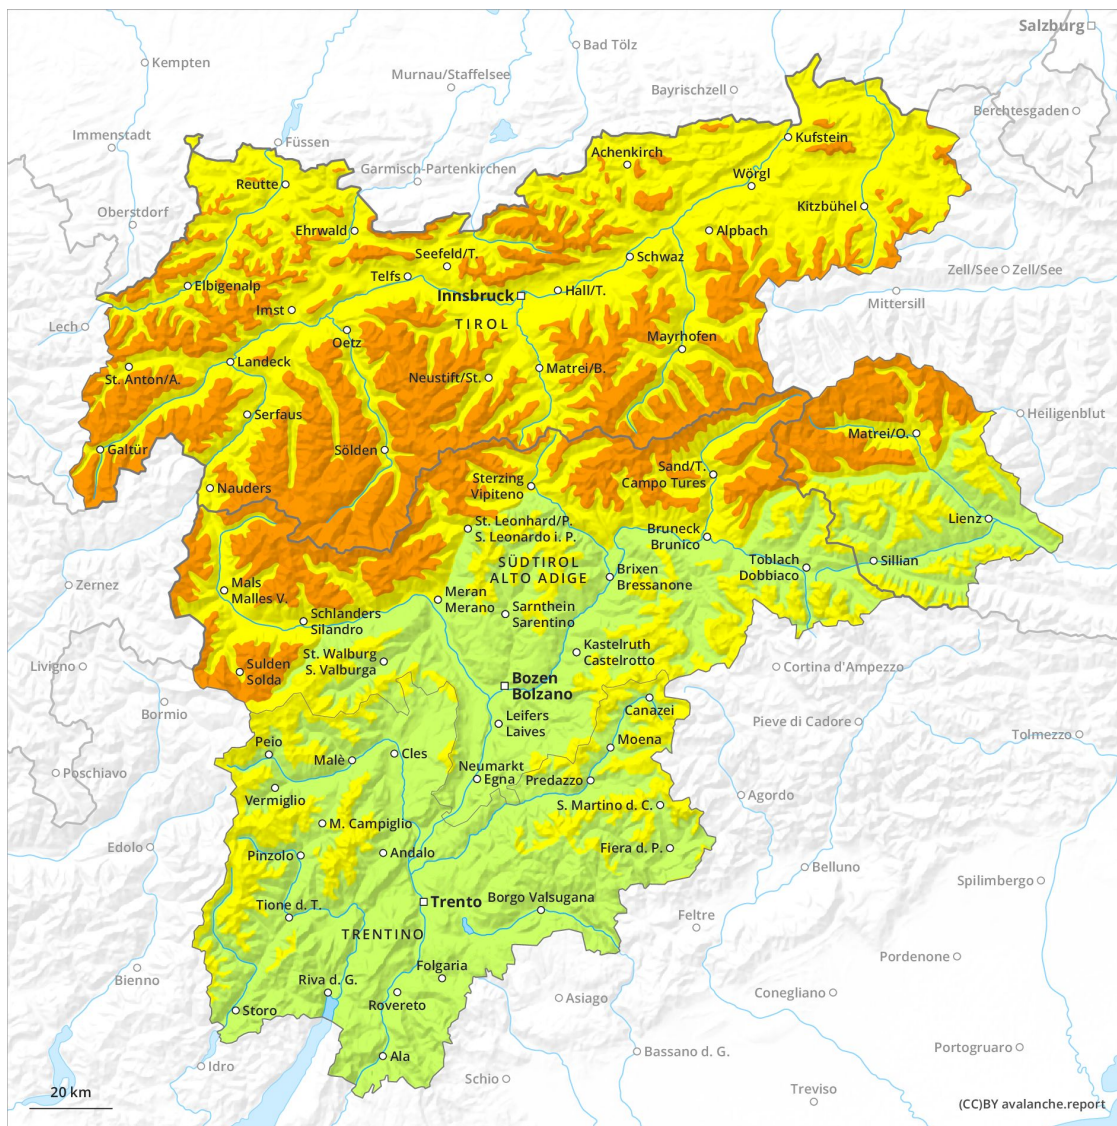 Salzburg
Bad Tölz
Kempten
Murnau/Staffelsee
Bayrischzell
Berchtesgaden
Immenstadt
Füssen
Kufstein
Achenkirch
Garmisch-Partenkirchen
Wörgl
Reutte
Oberstdorf
Kitzbühel
Ehrwald
Alpbach
Seefeld/T.
Schwaz
Zell/See
Zell/See
Telfs
Elbigenalp
Hall/T.
Innsbruck
Mittersill
Imst
TIROL
Lech
Oetz
Mayrhofen
Landeck
Matrei/B.
St. Anton/A.
Neustift/St.
Serfaus
Heiligenblut
Matrei/O.
Galtür
Sölden
Sand/T.
Campo Tures
Sterzing
Vipiteno
Nauders
Lienz
St. Leonhard/P.
S. Leonardo i. P.
Bruneck
Brunico
SÜDTIROL
ALTO ADIGE
Toblach
Dobbiaco
Sillian
Brixen
Bressanone
Zernez
Mals
Malles V.
Meran
Merano
Sarnthein
Sarentino
Schlanders
Silandro
Kastelruth
Castelrotto
St. Walburg
S. Valburga
Livigno
Sulden
Solda
Cortina d'Ampezzo
Bozen
Bolzano
Bormio
Canazei
Leifers
Laives
Pieve di Cadore
Tolmezzo
Peio
Moena
Malè
Cles
Neumarkt
Egna
Predazzo
Poschiavo
Vermiglio
Agordo
S. Martino d. C.
M. Campiglio
Edolo
Pinzolo
Andalo
Fiera d. P.
Belluno
Spilimbergo
Borgo Valsugana
Trento
Tione d. T.
Feltre
TRENTINO
Pordenone
Folgaria
Bienno
Riva d. G.
Rovereto
Asiago
Conegliano
Storo
Ala
Bassano d. G.
Portogruaro
Idro
Schio
20 km
Treviso
(CC)BY avalanche.report